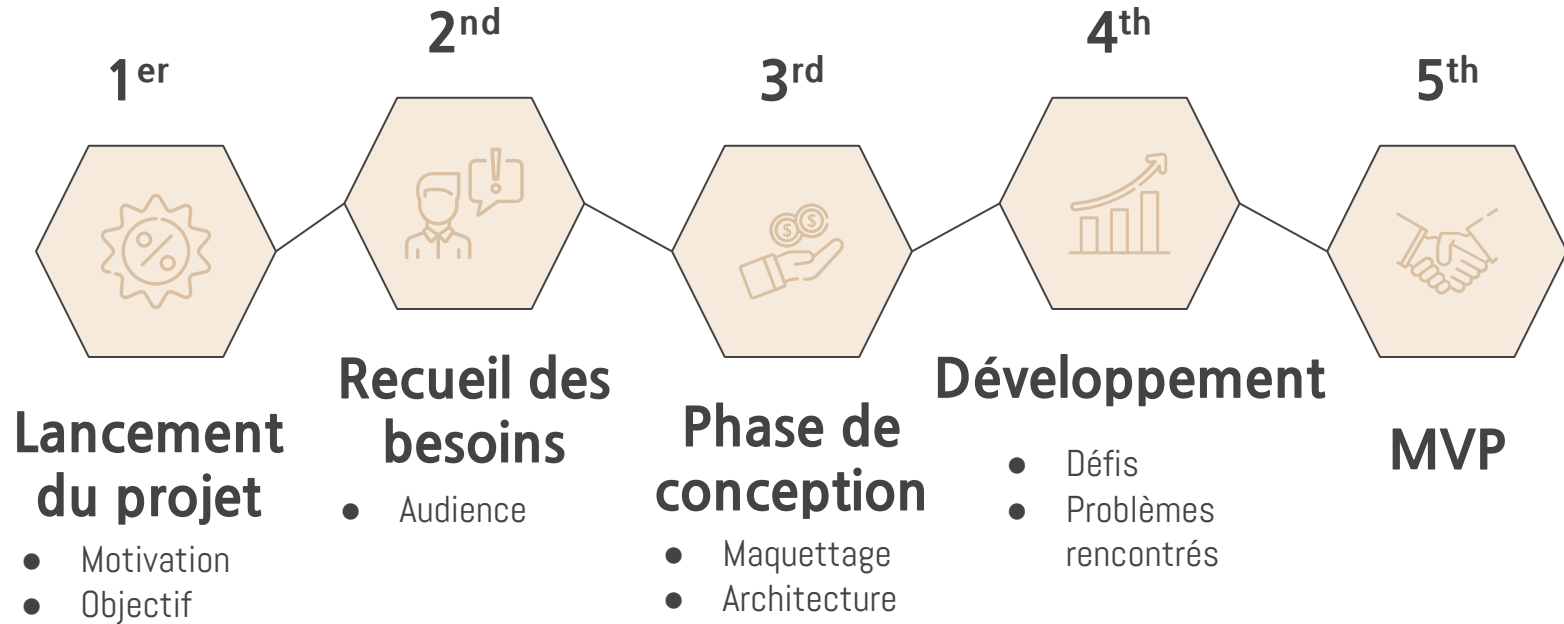 1er
Lancement
du projet
● Motivation
● Objectif
2nd
Recueil des
besoins
● Audience
3rd
Phase de
conception
● Maquettage
● Architecture
4th
Développement
● Défis
● Problèmes
rencontrés
5th
MVP